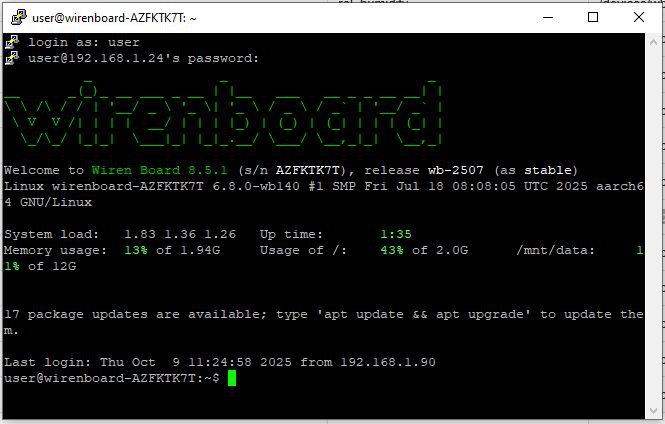 rel_humidity
/devices/wb
user@wirenboard-AZFKTK7T: ~
login as: user
user@192.168.1.24's password:
wirenboard
Welcome to Wiren Board 8.5.1 (s/n AZFKTK7T), release wb-2507 (as stable)
Linux wirenboard-AZFKTK7T 6.8.0-wb140 #1 SMP Fri Jul 18 08:08:05 UTC 2025 aarch6
4 GNU/Linux
System load:   1.83 1.36 1.26   Up time:       1:35
Memory usage:  13% of 1.94G     Usage of /:    43% of 2.0G      /mnt/data:     1
1% of 12G
17 package updates are available; type 'apt update && apt upgrade' to update the
m.
Last login: Thu Oct  9 11:24:58 2025 from 192.168.1.90
user@wirenboard-AZFKTK7T:~$